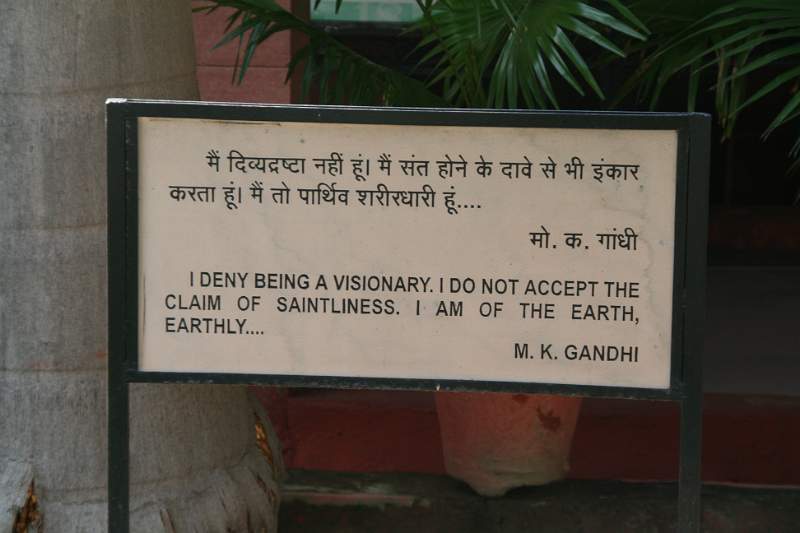 मैं दिव्यद्रष्टा नहीं हूं। मैं संत होने के दावे से भी इंकार
करता हूं। मैं तो पार्थिव शरीरधारी हूं....
मो. क. गांधी
I DENY BEING A VISIONARY. I DO NOT ACCEPT THE
CLAIM OF SAINTLINESS. I AM OF THE EARTH,
EARTHLY....
M. K. GANDHI